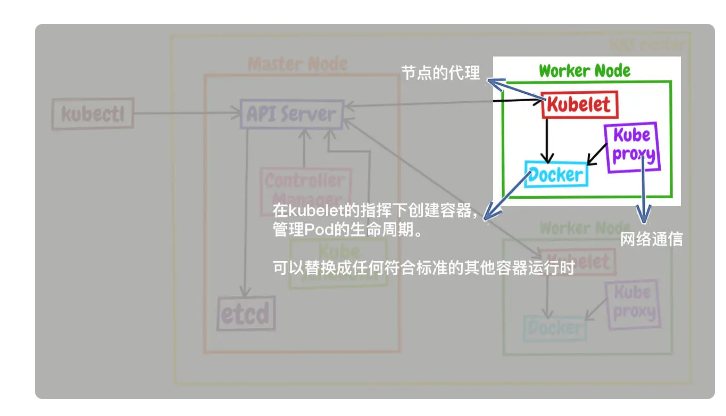 K8S Cluster
Master Node
节点的代理
Worker Node
kubectl
API Server
Kubelet
Kube
proxy
Docker
Controller
Manager
在kubelet的指挥下创建容器，
管理Pod的生命周期。
网络通信
Worker Node
Kube
可以替换成任何符合标准的其他容器运行时
Kubelet
etcd
Kube
proxy
Docker